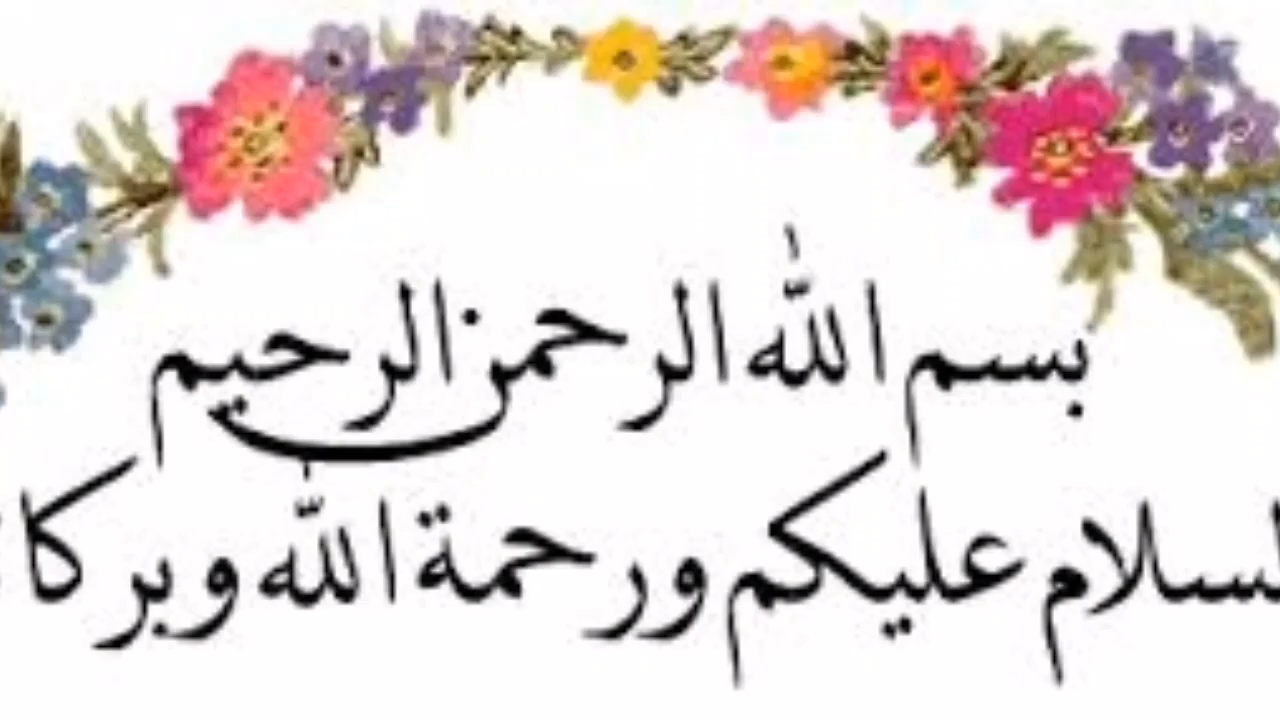 بسم الله الرحمن الرحيم
لسلام عليكم ورحمة الله وبركا